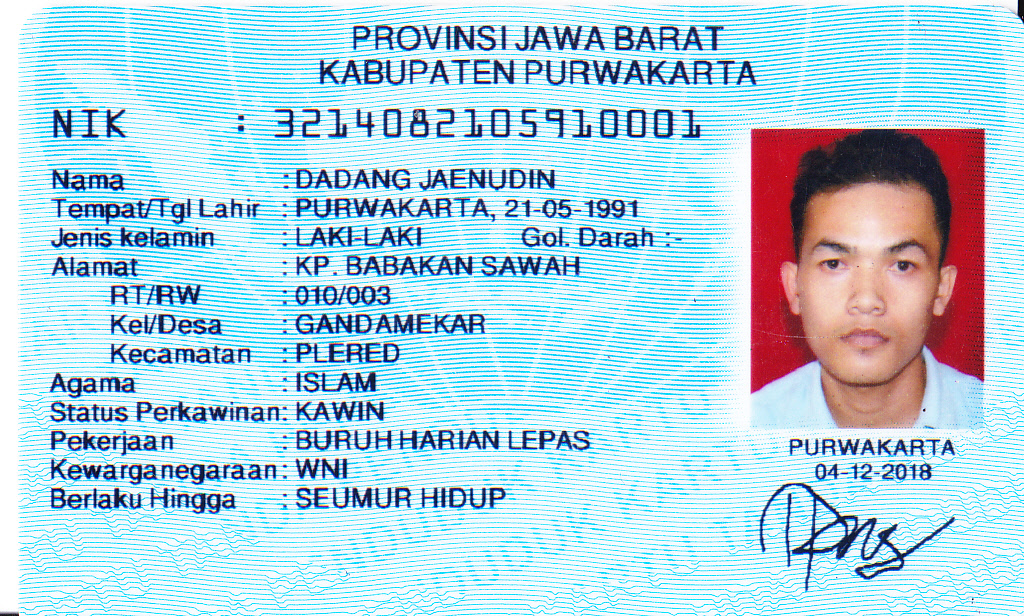 PROVINSI JAWA BARAT
KABUPATEN PURWAKARTA
NIK : 3214082105910001
Nama : DADANG JAENUDIN
Tempat/Tgl Lahir : PURWAKARTA, 21-05-1991
Jenis kelamin : LAKI-LAKI Gol. Darah :-
Alamat : KP. BABAKAN SAWAH
RT/RW : 010/003
Kel/Desa : GANDAMEKAR
Kecamatan : PLERED
Agama : ISLAM
Status Perkawinan: KAWIN
Pekerjaan : BURUH HARIAN LEPAS
Kewarganegaraan: WNI
Berlaku Hingga : SEUMUR HIDUP
PURWAKARTA
04-12-2018